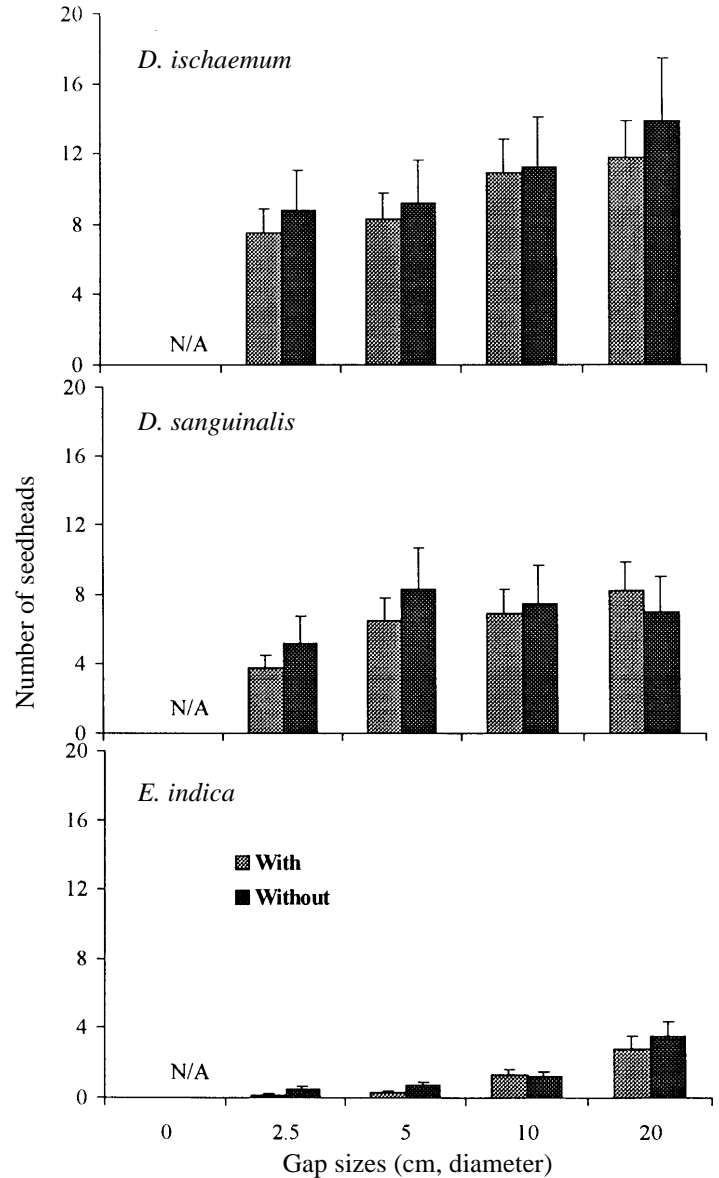 20
D. ischaemum
16
12
8
4
N/A
0
20
D. sanguinalis
16
12
8
4
N/A
0
Number of seedheads
20
E. indica
16
With
12
Without
8
4
N/A
0
0 2.5 5 10 20
Gap sizes (cm, diameter)